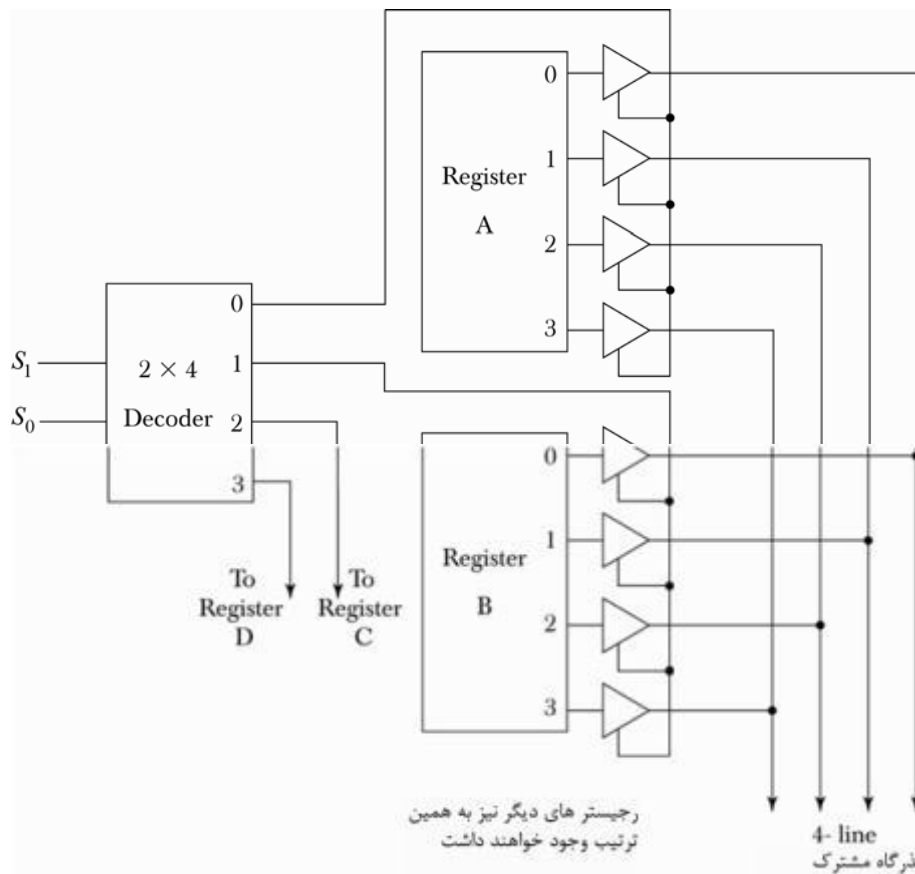 0
1
Register
A
2
3
0
S₁
2 × 4
1
S₀
Decoder
2
3
To
Register
D
To
Register
C
0
1
Register
B
2
3
رجیستر های دیگر نیز به همین
ترتیب وجود خواهند داشت
4- line
مشترک